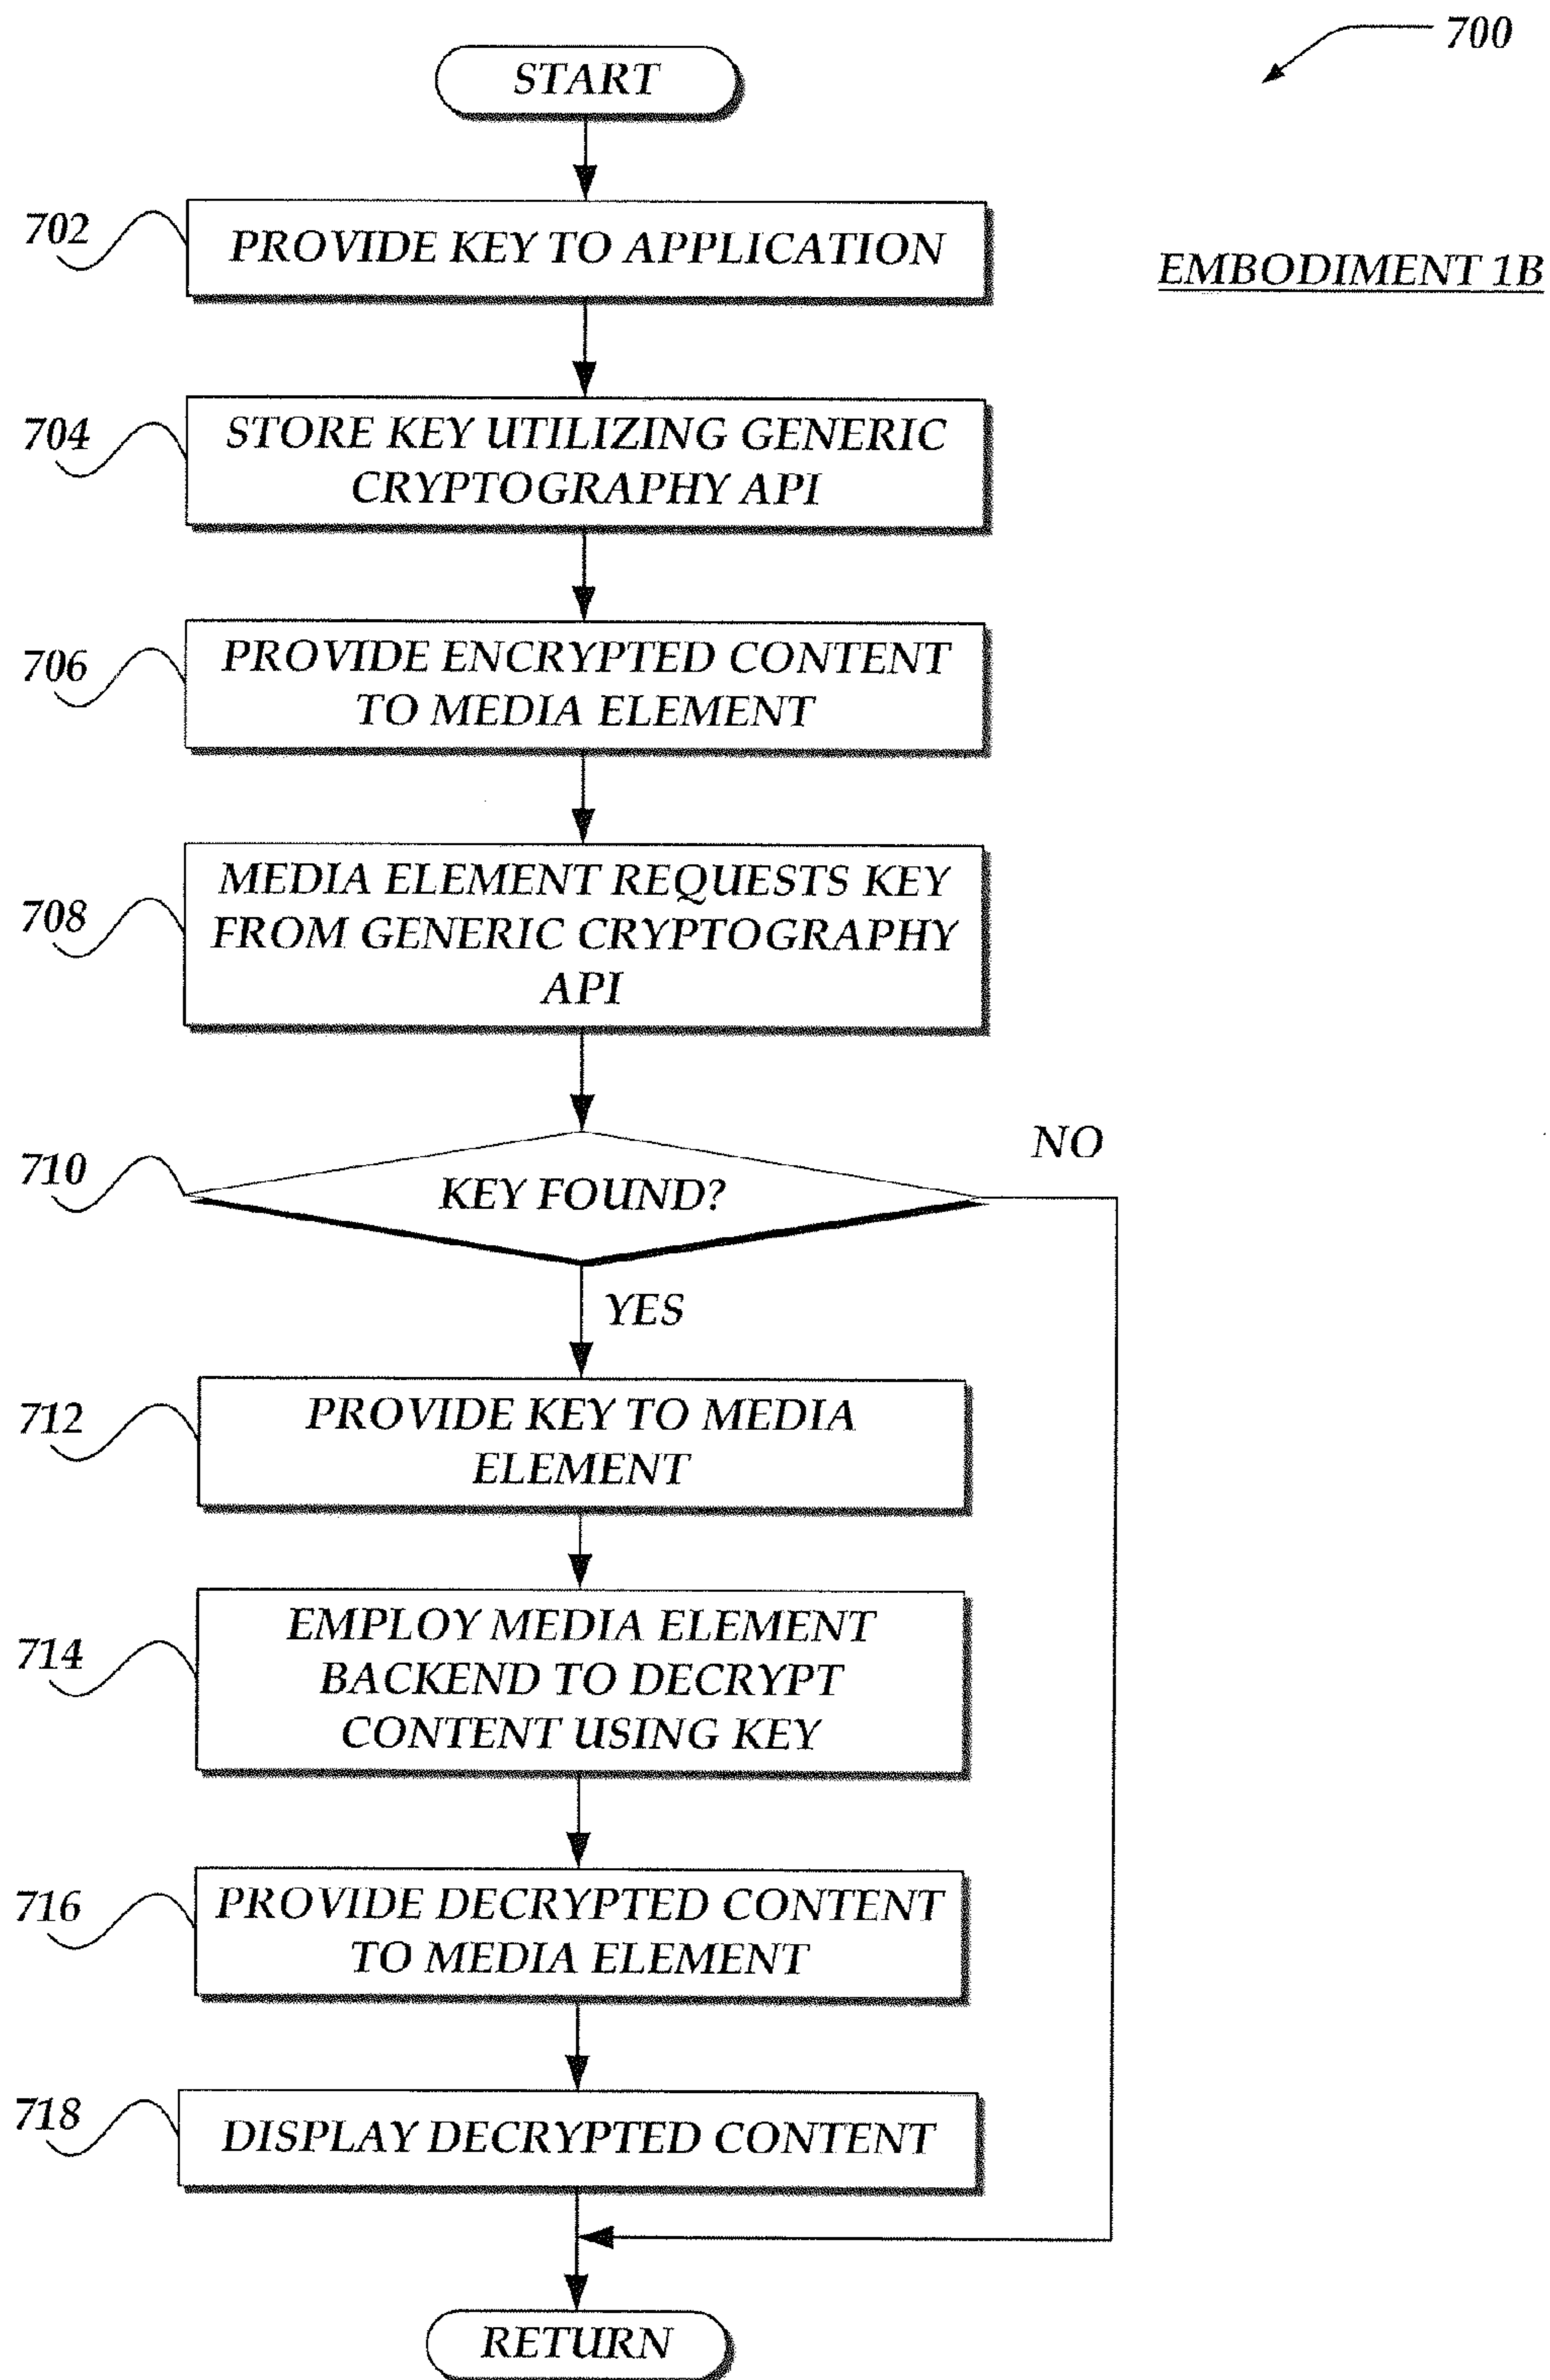 700
START
702
PROVIDE KEY TO APPLICATION
EMBODIMENT 1B
704
STORE KEY UTILIZING GENERIC
CRYPTOGRAPHY API
706
PROVIDE ENCRYPTED CONTENT
TO MEDIA ELEMENT
708
MEDIA ELEMENT REQUESTS KEY
FROM GENERIC CRYPTOGRAPHY
API
710
KEY FOUND?
NO
YES
712
PROVIDE KEY TO MEDIA
ELEMENT
714
EMPLOY MEDIA ELEMENT
BACKEND TO DECRYPT
CONTENT USING KEY
716
PROVIDE DECRYPTED CONTENT
TO MEDIA ELEMENT
718
DISPLAY DECRYPTED CONTENT
RETURN